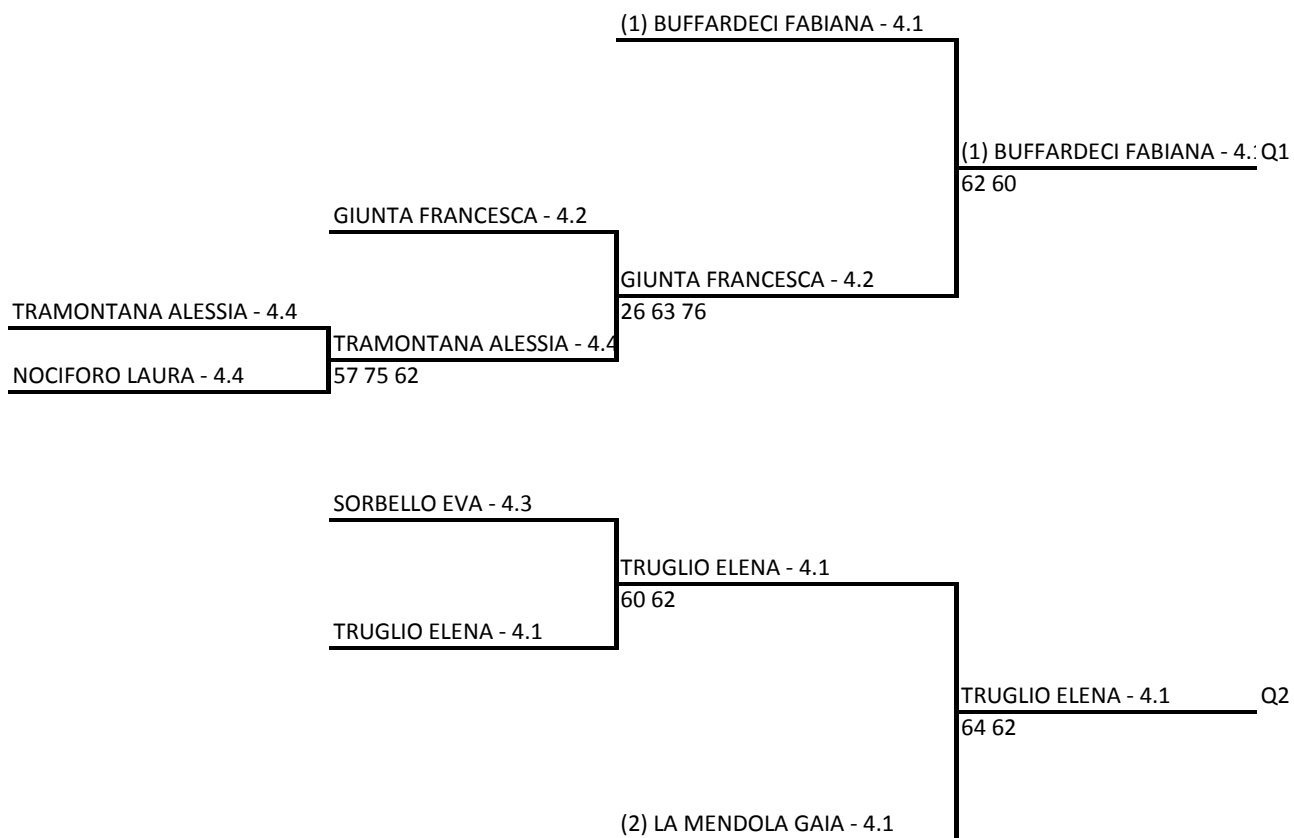 (1) BUFFARDECI FABIANA - 4.1
(1) BUFFARDECI FABIANA - 4.1 Q1
62 60
GIUNTA FRANCESCA - 4.2
GIUNTA FRANCESCA - 4.2
26 63 76
TRAMONTANA ALESSIA - 4.4
TRAMONTANA ALESSIA - 4.4
57 75 62
NOCIFORO LAURA - 4.4
SORBELLO EVA - 4.3
TRUGLIO ELENA - 4.1
60 62
TRUGLIO ELENA - 4.1
TRUGLIO ELENA - 4.1 Q2
64 62
(2) LA MENDOLA GAIA - 4.1